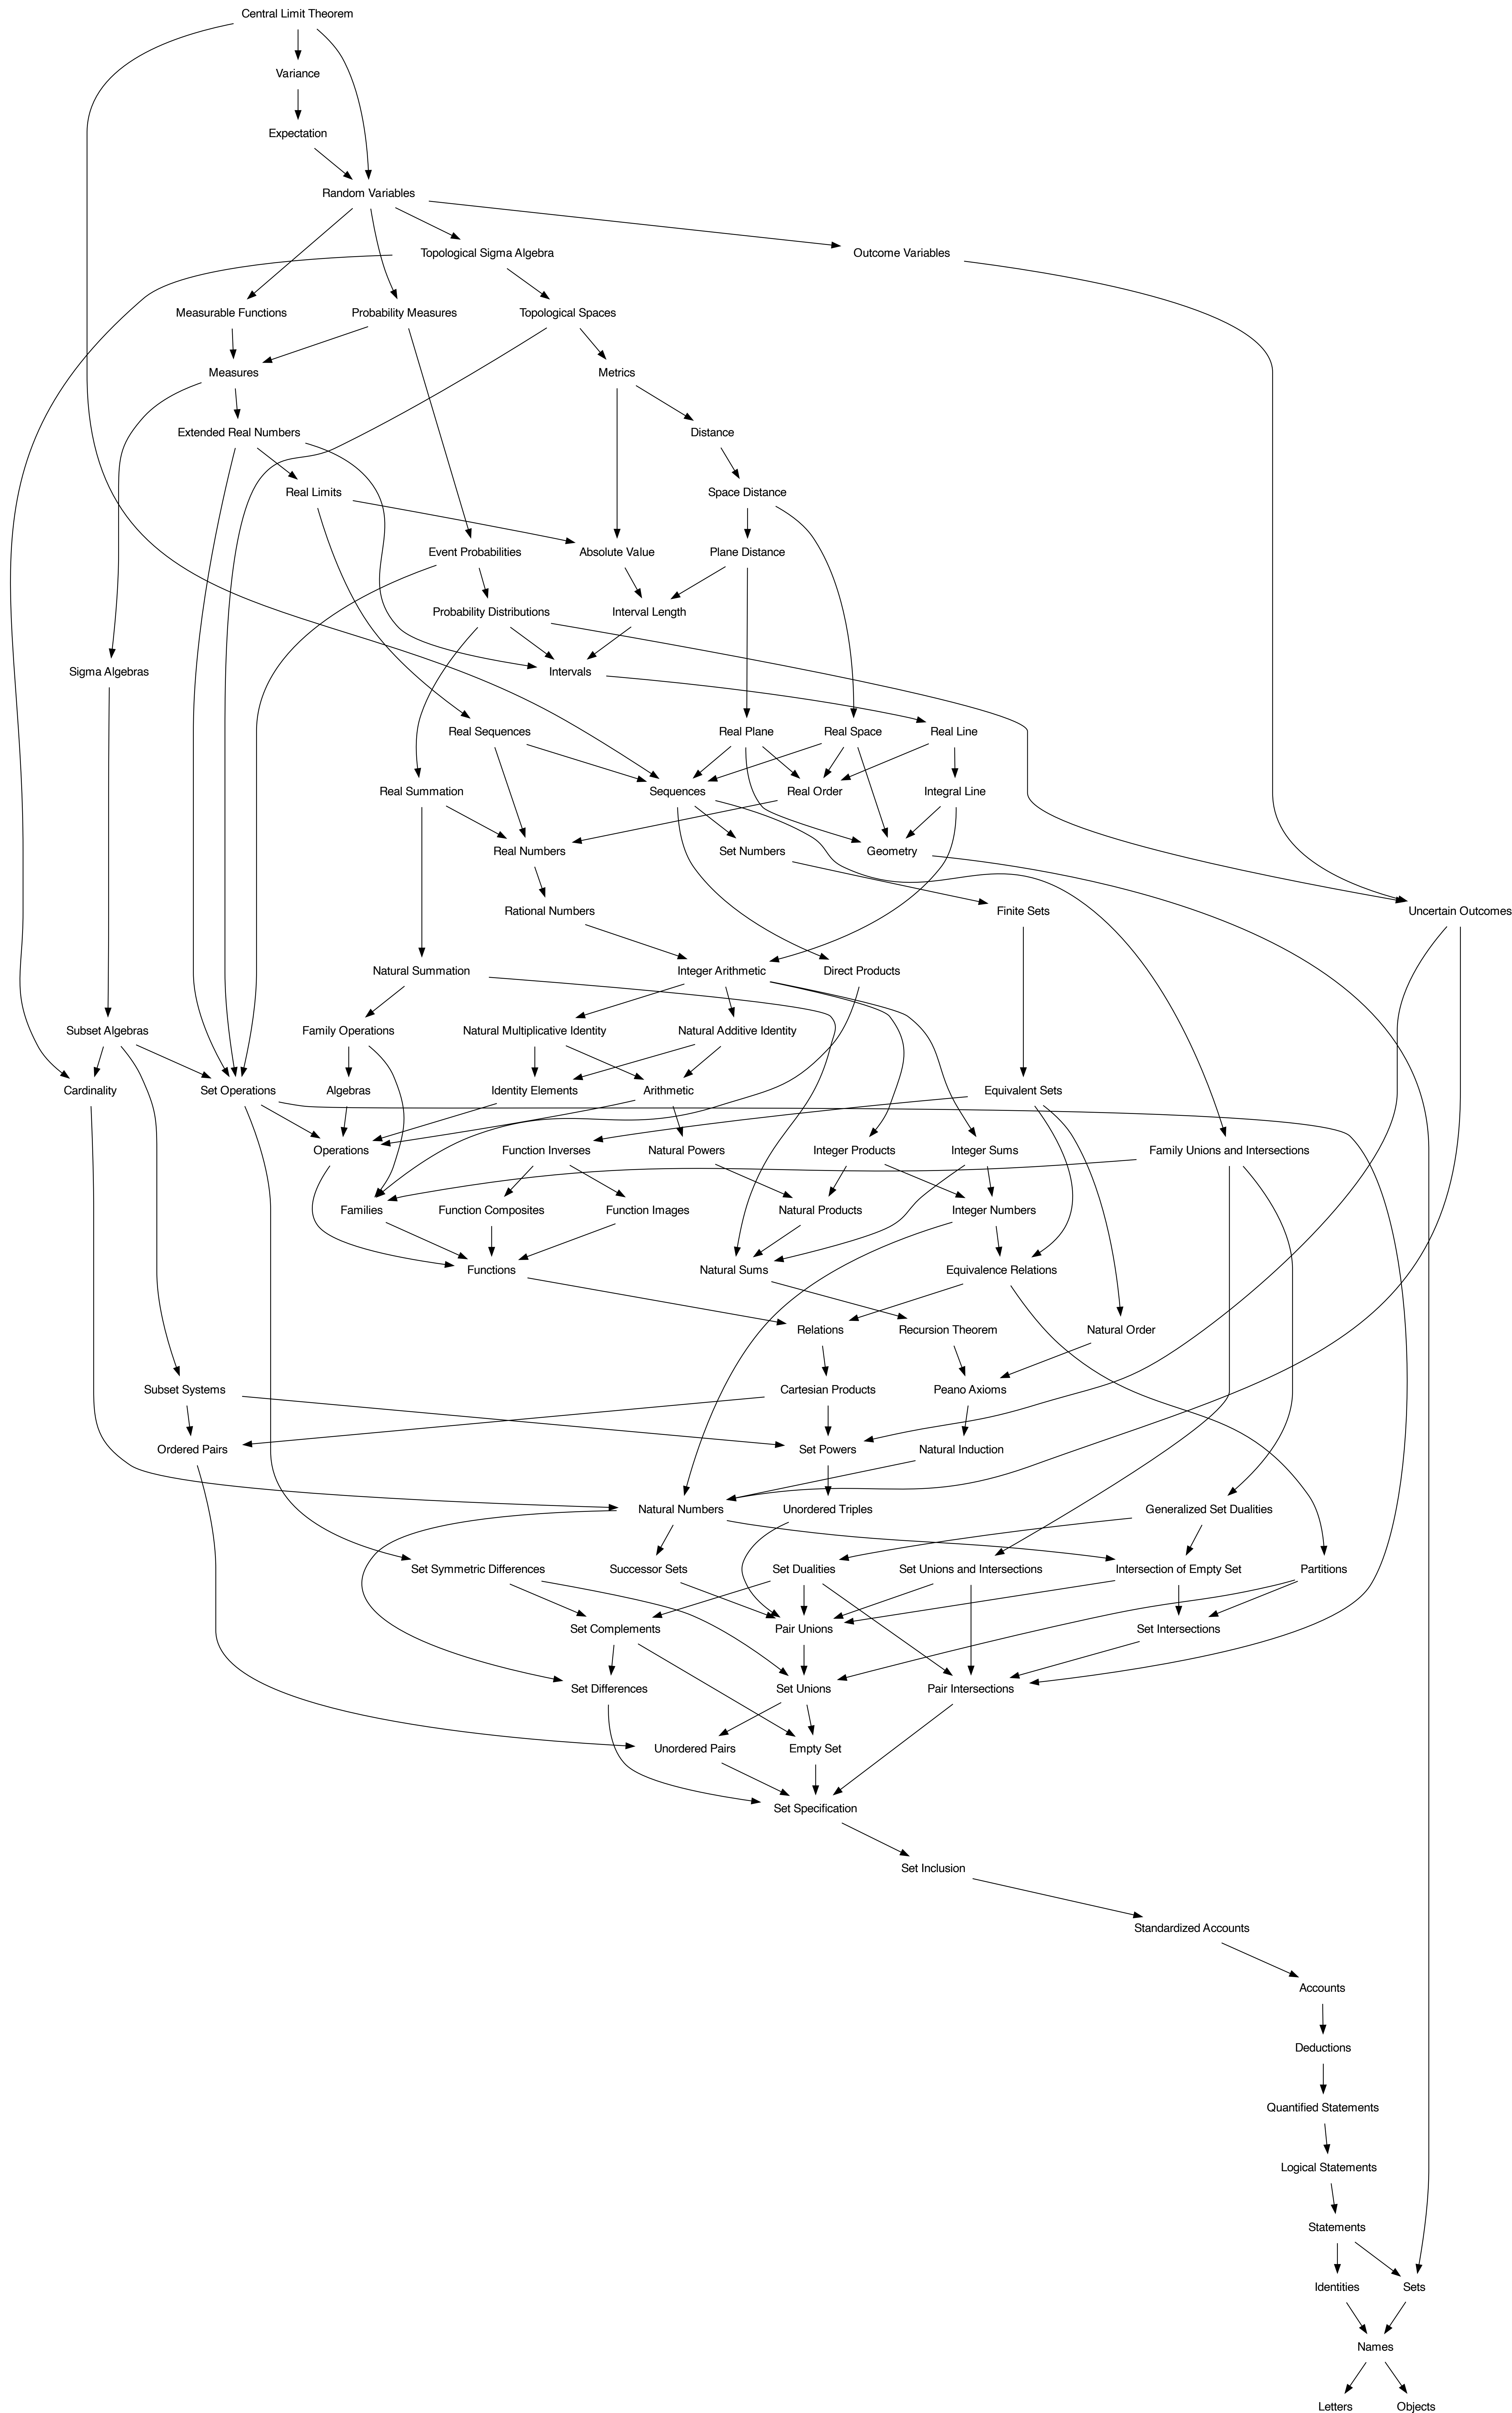 Central Limit Theorem
Variance
Expectation
Random Variables
Topological Sigma Algebra
Outcome Variables
Measurable Functions
Probability Measures
Topological Spaces
Measures
Metrics
Extended Real Numbers
Distance
Real Limits
Space Distance
Event Probabilities
Absolute Value
Plane Distance
Probability Distributions
Interval Length
Sigma Algebras
Intervals
Real Sequences
Real Plane
Real Space
Real Line
Real Summation
Sequences
Real Order
Integral Line
Real Numbers
Set Numbers
Geometry
Rational Numbers
Finite Sets
Uncertain Outcomes
Natural Summation
Integer Arithmetic
Direct Products
Subset Algebras
Family Operations
Natural Multiplicative Identity
Natural Additive Identity
Cardinality
Set Operations
Algebras
Identity Elements
Arithmetic
Equivalent Sets
Operations
Function Inverses
Natural Powers
Integer Products
Integer Sums
Family Unions and Intersections
Families
Function Composites
Function Images
Natural Products
Integer Numbers
Functions
Natural Sums
Equivalence Relations
Relations
Recursion Theorem
Natural Order
Subset Systems
Cartesian Products
Peano Axioms
Ordered Pairs
Set Powers
Natural Induction
Natural Numbers
Unordered Triples
Generalized Set Dualities
Set Symmetric Differences
Successor Sets
Set Dualities
Set Unions and Intersections
Intersection of Empty Set
Partitions
Set Complements
Pair Unions
Set Intersections
Set Differences
Set Unions
Pair Intersections
Unordered Pairs
Empty Set
Set Specification
Set Inclusion
Standardized Accounts
Accounts
Deductions
Quantified Statements
Logical Statements
Statements
Identities
Sets
Names
Letters
Objects